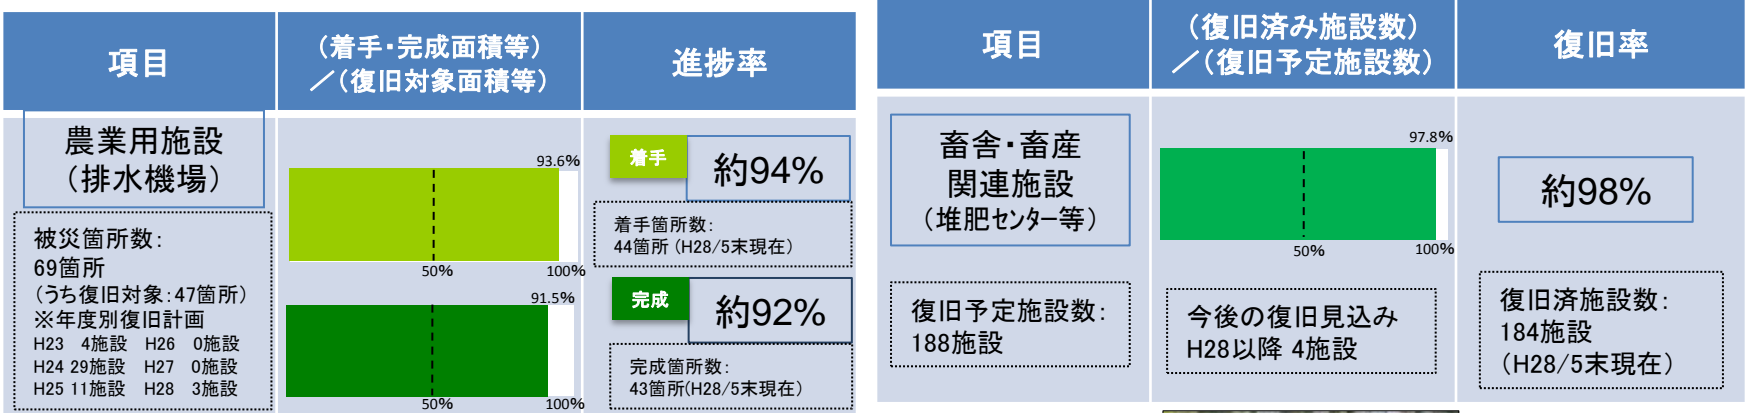 項目
（着手・完成面積等）
／（復旧対象面積等）
進捗率
農業用施設
（排水機場）
被災箇所数：
69箇所
（うち復旧対象：47箇所）
※年度別復旧計画
H23 4施設 H26 0施設
H24 29施設 H27 0施設
H25 11施設 H28 3施設
93.6%
50%
100%
91.5%
50%
100%
着手
約94%
着手箇所数：
44箇所（H28/5末現在）
完成
約92%
完成箇所数：
43箇所（H28/5末現在）
項目
（復旧済み施設数）
／（復旧予定施設数）
復旧率
畜舎・畜産
関連施設
（堆肥センター等）
復旧予定施設数：
188施設
97.8%
50%
100%
今後の復旧見込み
H28以降 4施設
約98%
復旧済施設数：
184施設
（H28/5末現在）